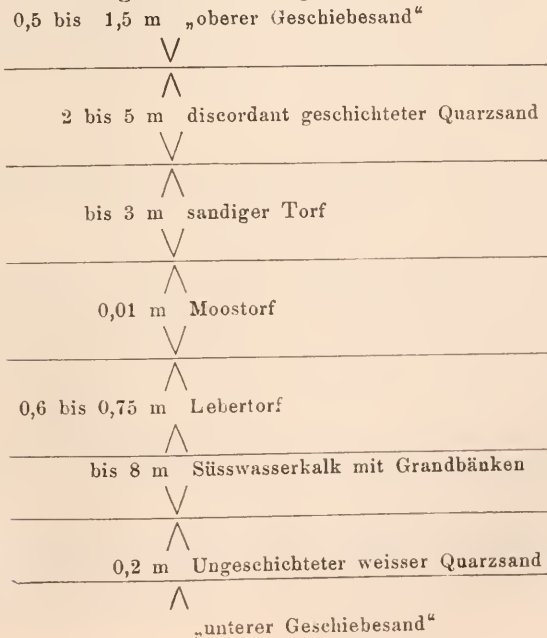 0,5 bis 1,5 m „oberer Geschiebesand“
2 bis 5 m discordant geschichteter Quarzsand
bis 3 m sandiger Torf
0,01 m Moostorf
0,6 bis 0,75 m Lebertorf
bis 8 m Süsswasserkalk mit Grandbänken
0,2 m Ungeschichteter weisser Quarzsand
„unterer Geschiebesand“